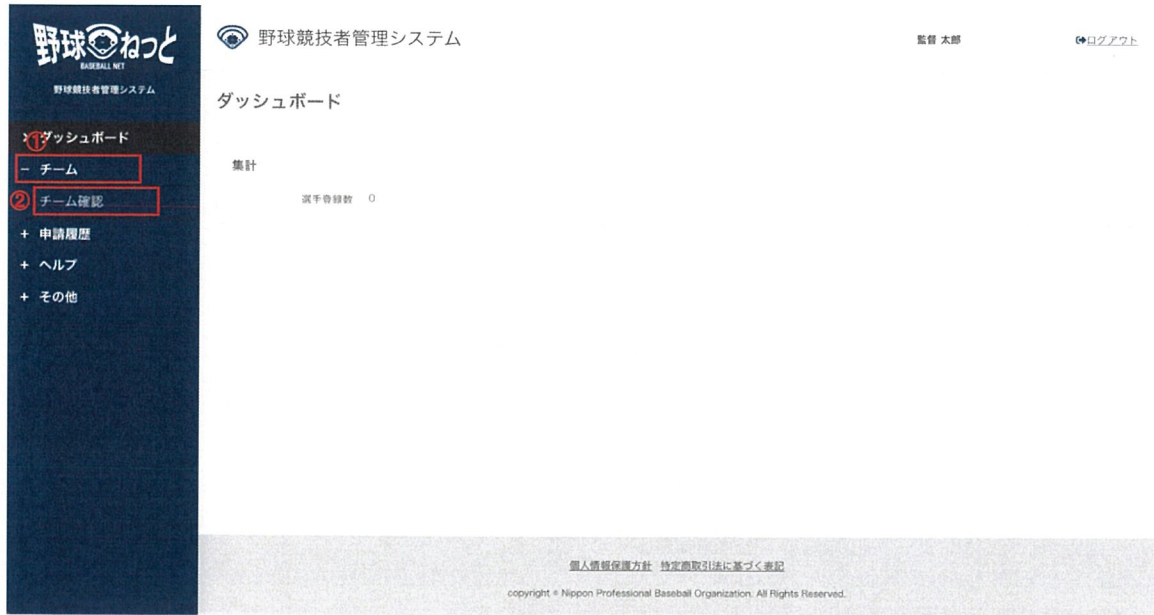 野球ねっと
BASEBALL NET
野球競技者管理システム
野球競技者管理システム
監督 太郎
ログアウト
ダッシュボード
① ダッシュボード
− チーム
② チーム確認
+ 申請履歴
+ ヘルプ
+ その他
集計
選手登録数 0
個人情報保護方針 特定商取引法に基づく表記
copyright © Nippon Professional Baseball Organization. All Rights Reserved.